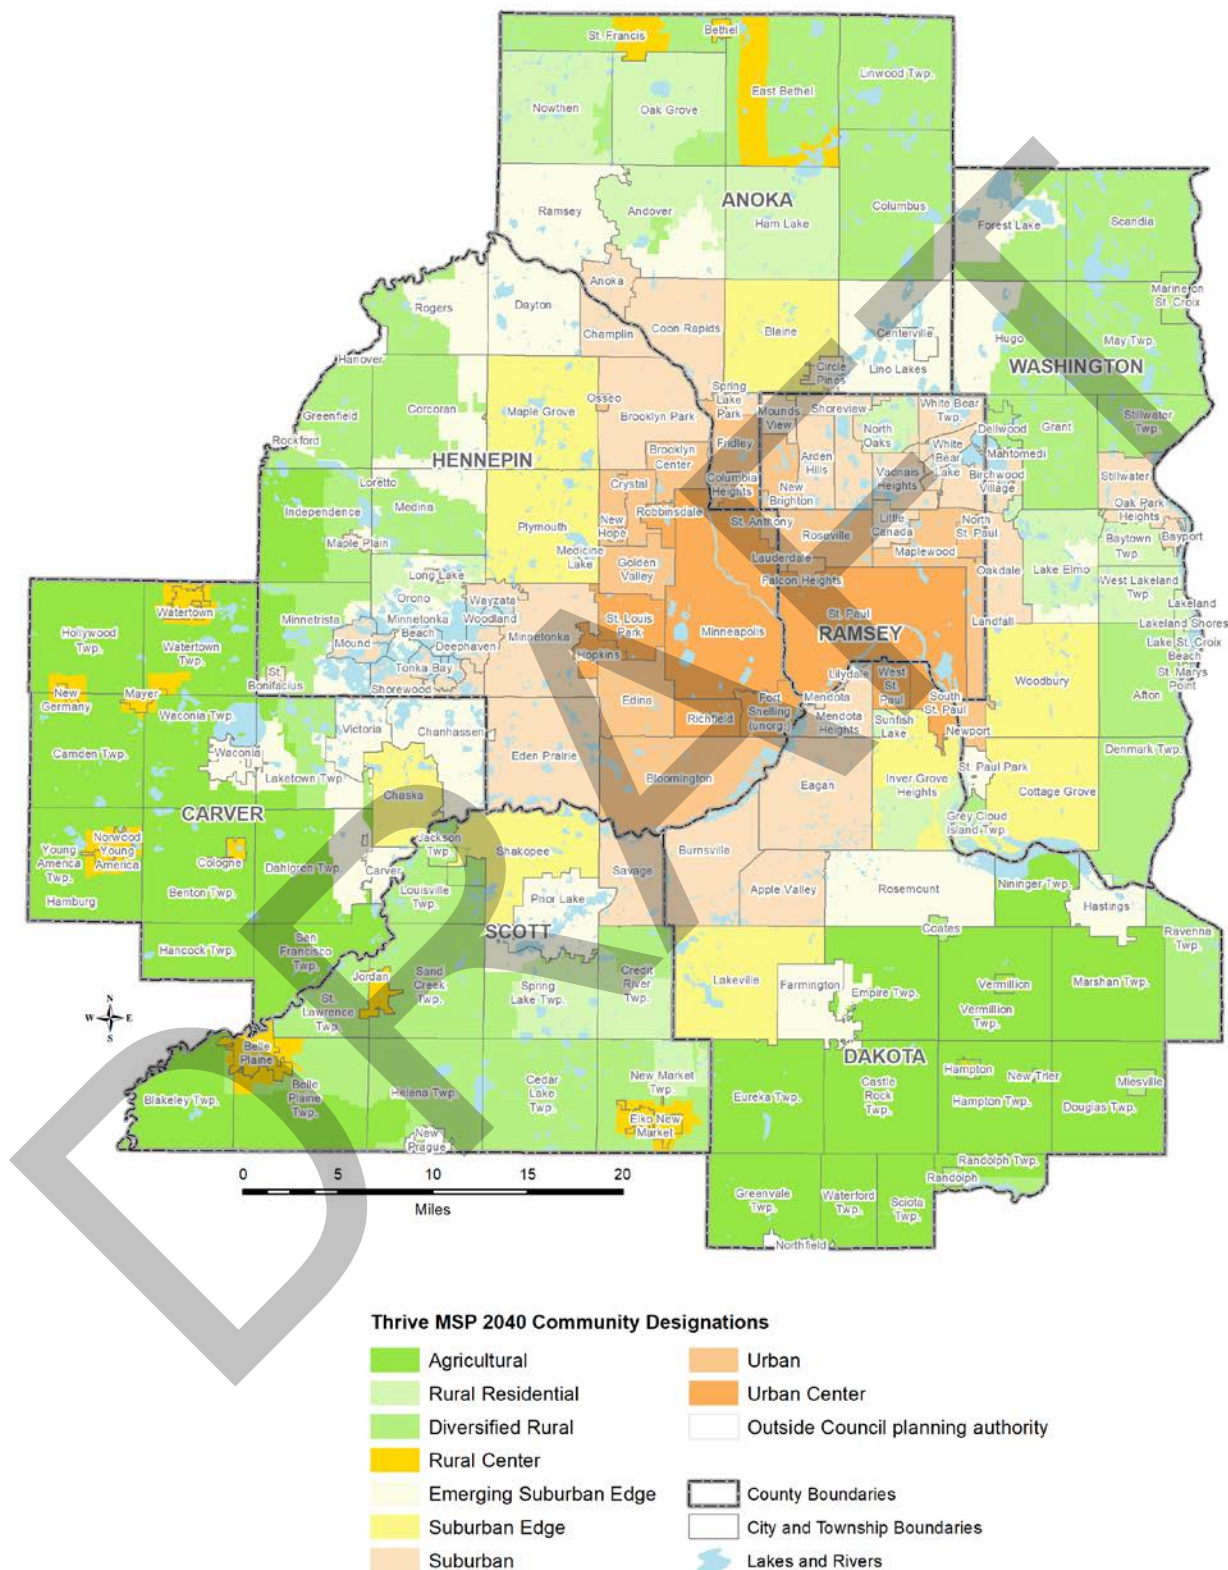 St. Francis
Bethel
Linwood Twp.
East Bethel
Nowthen
Oak Grove
ANOKA
Ramsey
Andover
Ham Lake
Columbus
Forest Lake
Scandia
Anoka
Rogers
Dayton
Champlin
Coon Rapids
Blaine
Centerville
Lino Lakes
Circle
Pines
Hugo
May Twp.
Marine on
St. Croix
WASHINGTON
Hanover
Greenfield
Corcoran
Maple Grove
Osseo
Brooklyn Park
Spring
Lake
Park
Mounds
View
Shoreview
White Bear
Twp.
North
Oaks
Dellwood
Grant
Stillwater
Twp.
Rockford
HENNEPIN
Brooklyn
Center
Fridley
Arden
Hills
White
Bear
Lake
Mahtomedi
Birchwood
Village
Vadnais
Heights
Stillwater
Loretto
Independence
Medina
Maple Plain
Plymouth
Medicine
Lake
Crystal
New
Hope
Robbinsdale
Columbia
Heights
New
Brighton
St. Anthony
Roseville
Little
Canada
North
St. Paul
Maplewood
Oak Park
Heights
Bayport
Baytown
Twp.
Long Lake
Golden
Valley
Lauderdale
Falcon Heights
Oakdale
Lake Elmo
West Lakeland
Twp.
Lakeland
Lakeland Shores
Lake St. Croix
Beach
St. Marys
Point
Watertown
Hollywood
Twp.
Watertown
Twp.
Minnetrista
Orono
Minnetonka
Beach
Wayzata
Woodland
Mound
Deephaven
Tonka Bay
Shorewood
Minnetonka
St. Louis
Park
Hopkins
Minneapolis
St. Paul
RAMSEY
Landfall
Woodbury
Afton
St.
Bonifacius
New
Germany
Mayer
Waconia Twp.
Camden Twp.
Waconia
Laketown Twp.
Victoria
Chanhassen
Eden Prairie
Edina
Richfield
Fort
Snelling
(unorg)
Bloomington
Lilydale
Mendota
West
St.
Paul
Mendota
Heights
Sunfish
Lake
South
St. Paul
Newport
Denmark Twp.
St. Paul Park
CARVER
Chaska
Eagan
Inver Grove
Heights
Cottage Grove
Grey Cloud
Island Twp.
Norwood
Young
America
Young
America
Twp.
Cologne
Dahlgren Twp.
Carver
Jackson
Twp
Shakopee
Louisville
Twp.
Hamburg
Benton Twp.
Savage
Burnsville
Prior Lake
Apple Valley
Rosemount
Nininger Twp.
Hastings
Coates
Ravenna
Twp.
Hancock Twp.
San
Francisco
Twp.
SCOTT
Jordan
Sand
Creek
Twp.
St.
Lawrence
Twp.
Spring
Lake Twp.
Credit
River
Twp.
Lakeville
Farmington
Empire Twp.
Vermillion
Vermillion
Twp.
Marshan Twp.
N
W
E
S
Belle
Plaine
Blakeley Twp.
Belle
Plaine
Twp.
Helena Twp.
Cedar
Lake
Twp.
New Market
Twp.
Elko New
Market
New
Prague
DAKOTA
Eureka Twp.
Castle
Rock
Twp.
Hampton
New Trier
Hampton Twp.
Miesville
Douglas Twp.
Randolph Twp.
Randolph
Greenvale
Twp.
Waterford
Twp.
Sciota
Twp.
Northfield
0 5 10 15 20
Miles
DRAFT
Thrive MSP 2040 Community Designations
Agricultural
Rural Residential
Diversified Rural
Rural Center
Emerging Suburban Edge
Suburban Edge
Suburban
Urban
Urban Center
Outside Council planning authority
County Boundaries
City and Township Boundaries
Lakes and Rivers